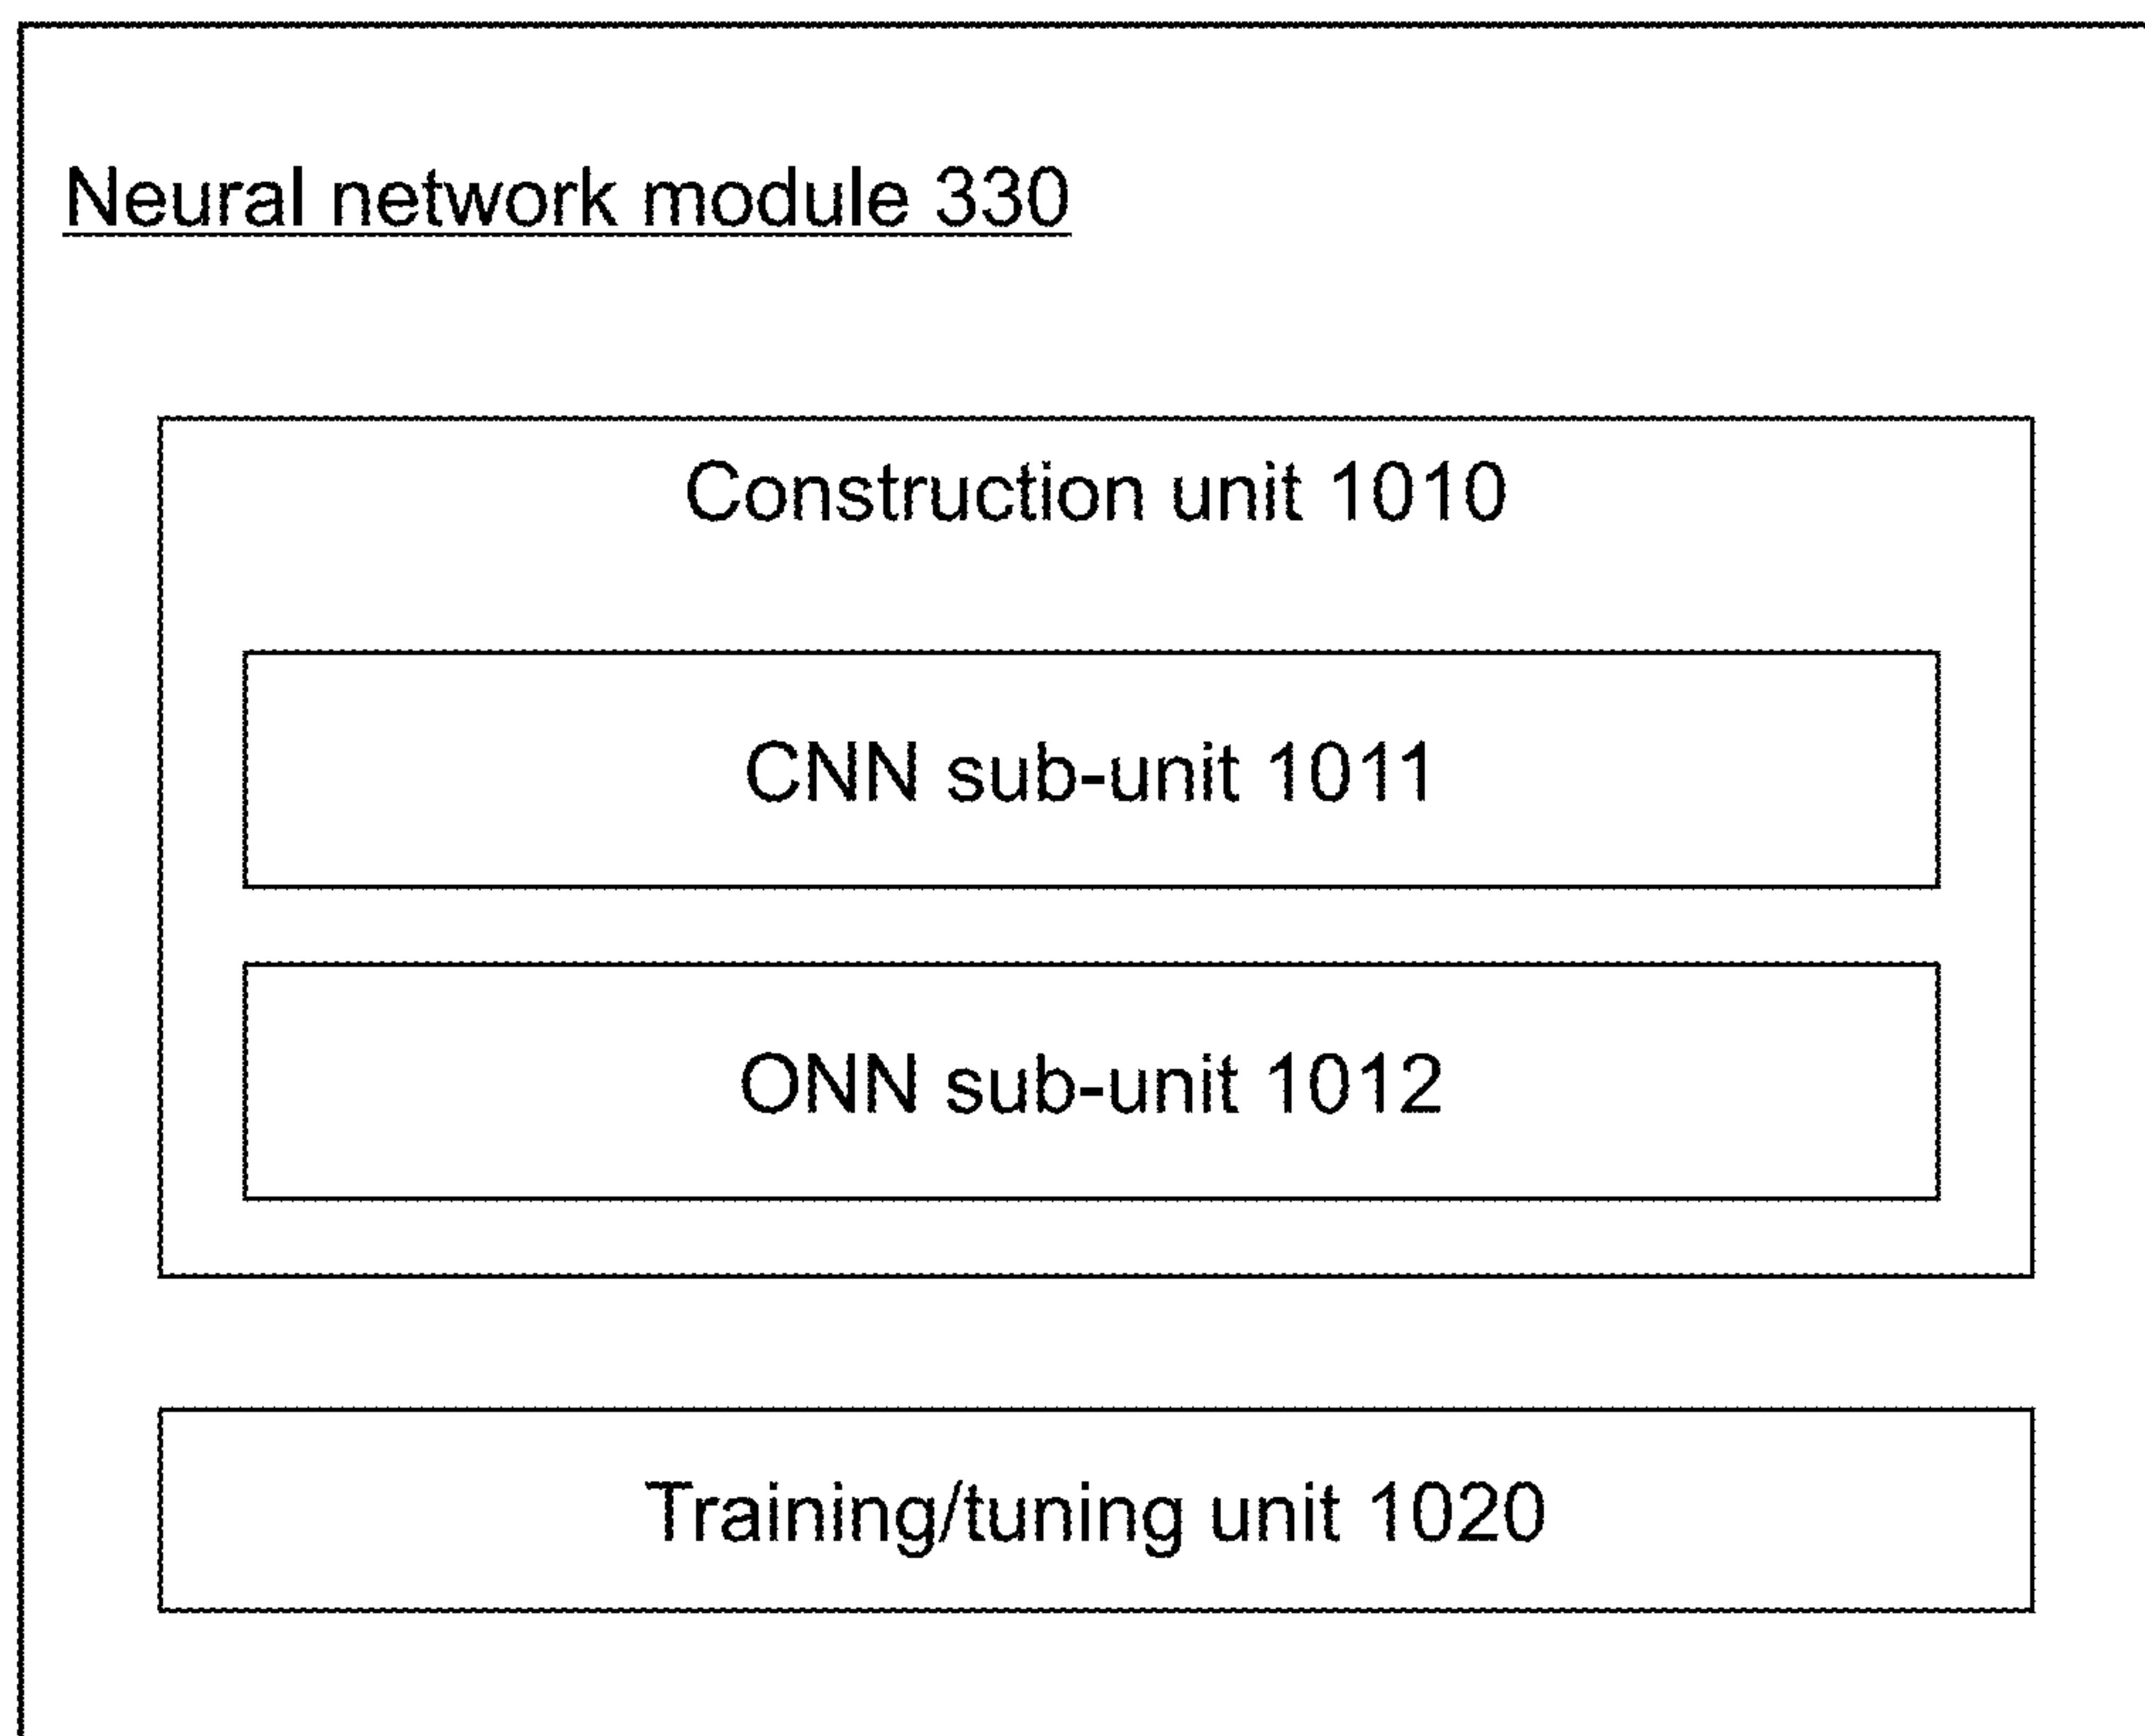 Neural network module 330
Construction unit 1010
CNN sub-unit 1011
ONN sub-unit 1012
Training/tuning unit 1020